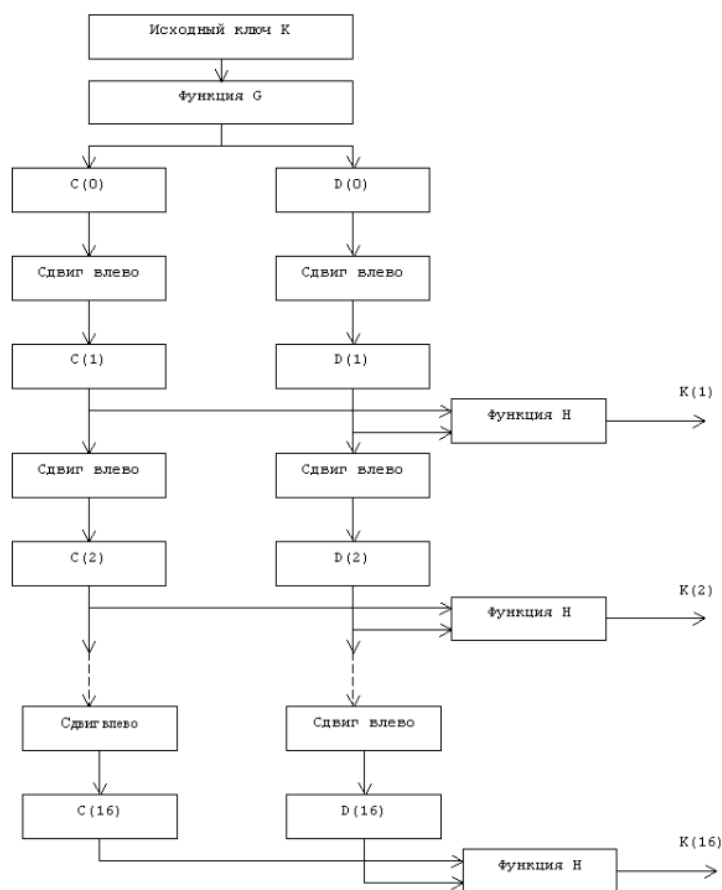 Исходный ключ K
Функция G
C(0)
D(0)
Сдвиг влево
Сдвиг влево
C(1)
D(1)
K(1)
Функция H
Сдвиг влево
Сдвиг влево
C(2)
D(2)
K(2)
Функция H
Сдвиг влево
Сдвиг влево
C(16)
D(16)
K(16)
Функция H